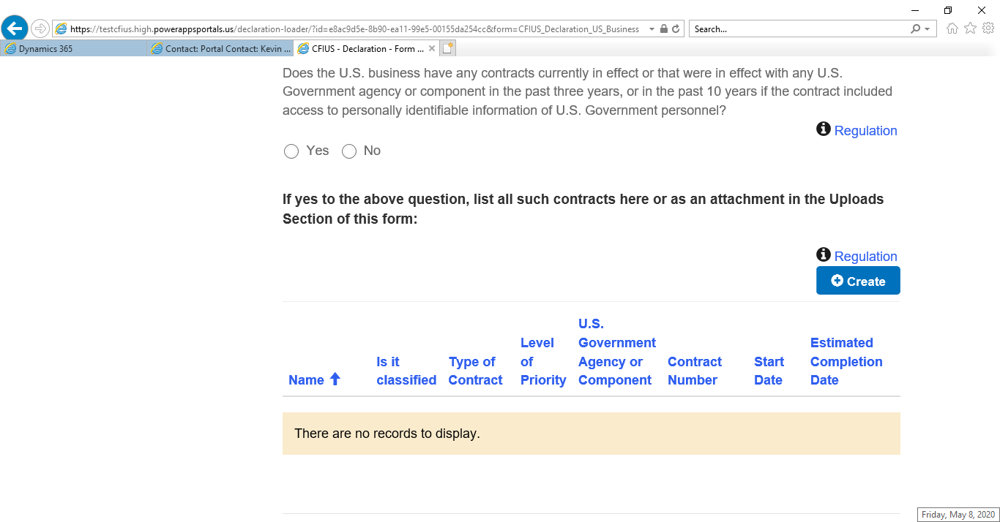 https://testcfius.high.powerappsportals.us/declaration-loader/?id=e8ac9d5e-8b90-ea11-99e5-00155da254cc&form=CFIUS_Declaration_US_Business
Search...
Dynamics 365
Contact: Portal Contact: Kevin ...
CFIUS - Declaration - Form ...
Does the U.S. business have any contracts currently in effect or that were in effect with any U.S.
Government agency or component in the past three years, or in the past 10 years if the contract included
access to personally identifiable information of U.S. Government personnel?
Regulation
Yes No
If yes to the above question, list all such contracts here or as an attachment in the Uploads
Section of this form:
Regulation
Create
Name
Is it
classified
Type of
Contract
Level
of
Priority
U.S.
Government
Agency or
Component
Contract
Number
Start
Date
Estimated
Completion
Date
There are no records to display.
Friday, May 8, 2020